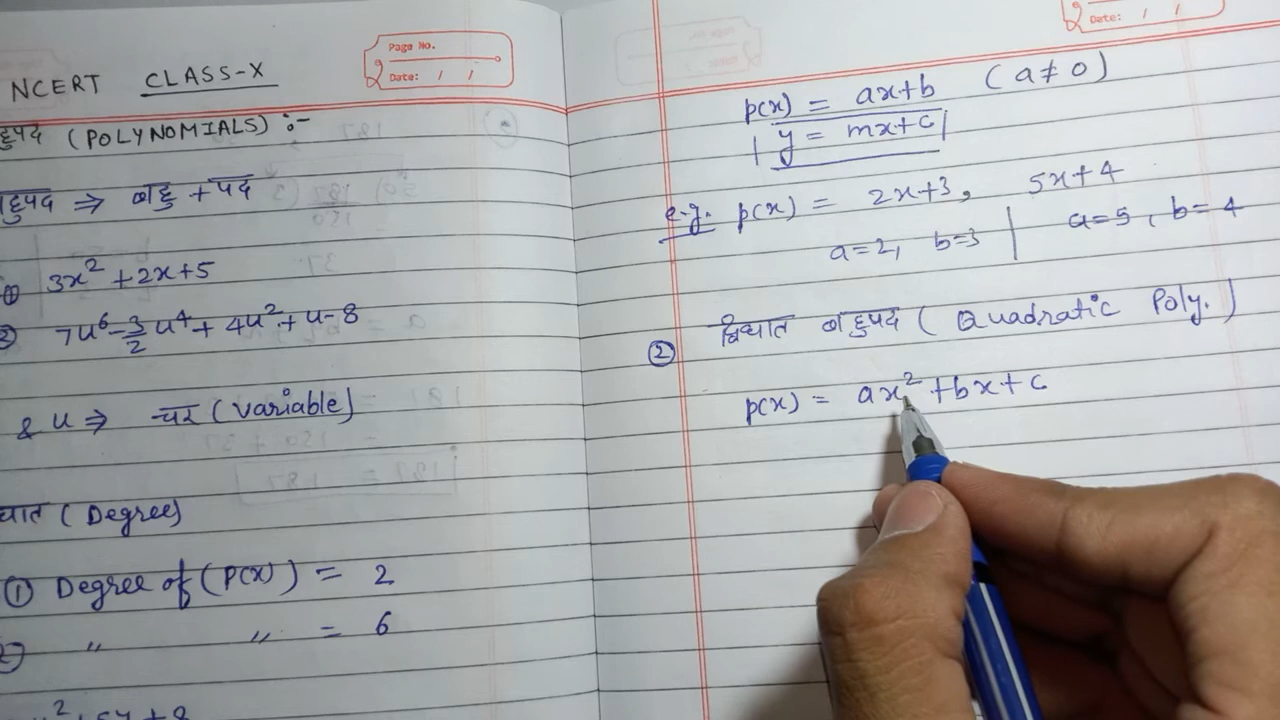 NCERT CLASS-X
Page No.
Date: / /
(POLYNOMIALS) :-
⇒ बहु + पद
① 3x² + 2x + 5
② 7u⁶ - 3/2 u⁴ + 4u² + u - 8
& u ⇒ चर (variable)
घात (Degree)
① Degree of (P(x)) = 2
② " " = 6
Date: / /
p(x) = ax+b (a ≠ 0)
y = mx+c
e.g. p(x) = 2x+3, 5x+4
a=2, b=3 | a=5, b=4
② द्विघात बहुपद (Quadratic Poly.)
p(x) = ax² + bx + c